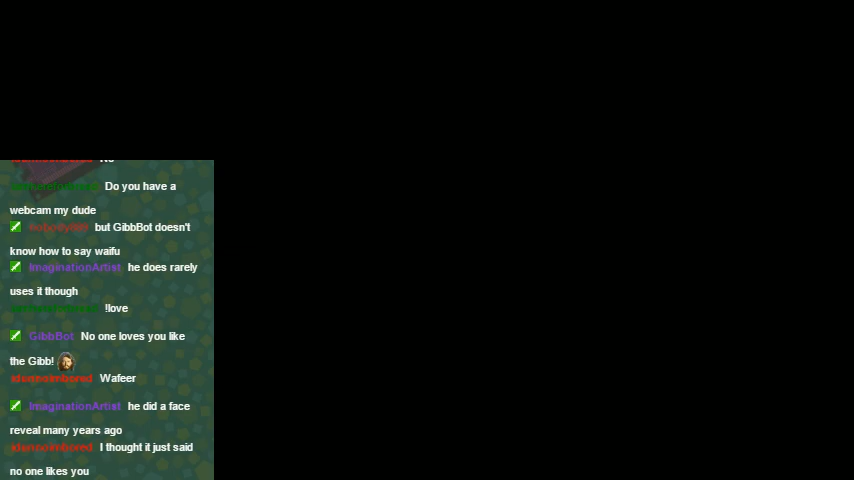 No
Do you have a
webcam my dude
but GibbBot doesn't
know how to say waifu
ImaginationArtist he does rarely
uses it though
!love
GibbBot No one loves you like
the Gibb!
Wafeer
ImaginationArtist he did a face
reveal many years ago
I thought it just said
no one likes you